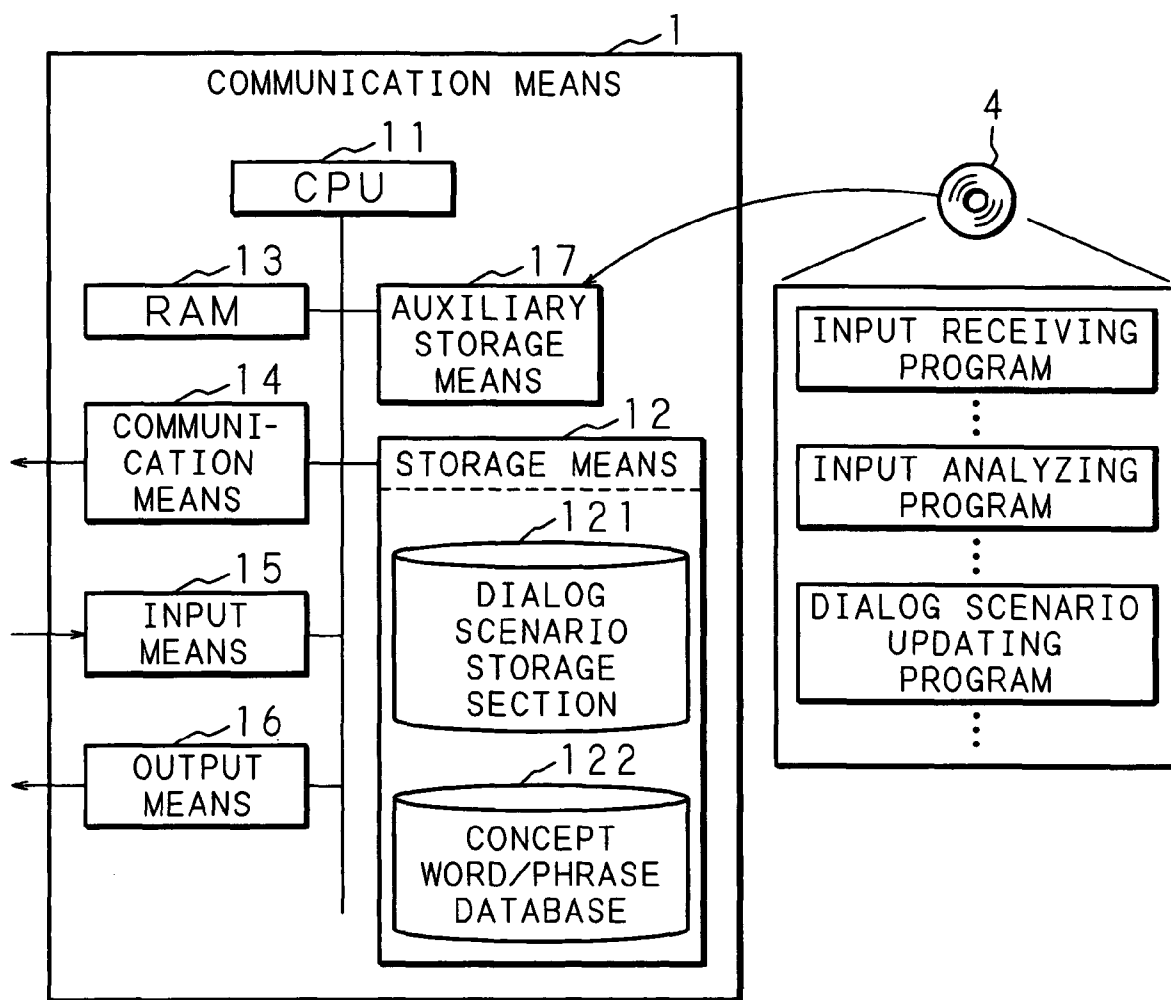 1
COMMUNICATION MEANS
4
11
CPU
13
RAM
17
AUXILIARY
STORAGE
MEANS
14
COMMUNI-
CATION
MEANS
12
STORAGE MEANS
121
DIALOG
SCENARIO
STORAGE
SECTION
15
INPUT
MEANS
16
OUTPUT
MEANS
122
CONCEPT
WORD/PHRASE
DATABASE
INPUT RECEIVING
PROGRAM
INPUT ANALYZING
PROGRAM
DIALOG SCENARIO
UPDATING
PROGRAM